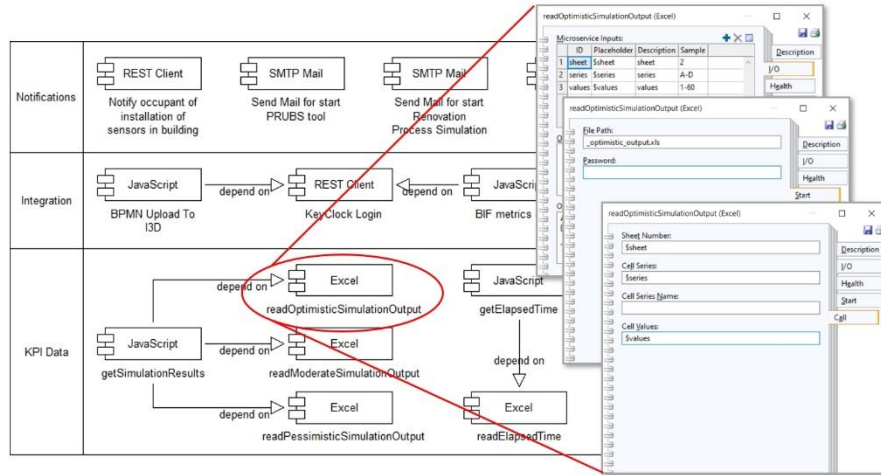 Notifications
REST Client
Notify occupant of
installation of
sensors in building
SMTP Mail
Send Mail for start
PRUBS tool
SMTP Mail
Send Mail for start
Renovation
Process Simulation
Integration
JavaScript
BPMN Upload To
I3D
depend on
REST Client
KeyClock Login
depend on
BIF metrics
KPI Data
JavaScript
getSimulationResults
depend on
Excel
readOptimisticSimulationOutput
depend on
Excel
readModerateSimulationOutput
depend on
Excel
readPessimisticSimulationOutput
JavaScript
getElapsedTime
depend on
Excel
readElapsedTime
readOptimisticSimulationOutput (Excel)
Microservice Inputs:
ID Placeholder Description Sample
1 sheet $sheet sheet 2
2 series $series series A-D
3 values $values values 1-60
Description
I/O
Health
readOptimisticSimulationOutput (Excel)
File Path:
_optimistic_output.xls
Password:
Description
I/O
Health
Start
readOptimisticSimulationOutput (Excel)
Sheet Number:
$sheet
Cell Series:
$series
Cell Series Name:
Cell Values:
$values
Description
I/O
Health
Start
Call